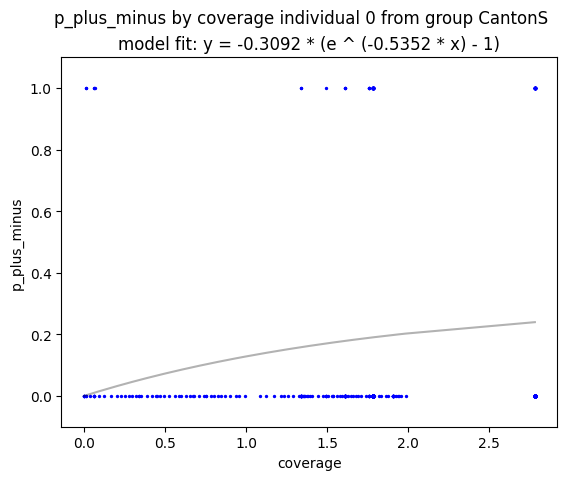 p_plus_minus by coverage individual 0 from group CantonS
model fit: y = -0.3092 * (e ^ (-0.5352 * x) - 1)
1.0
0.8
0.6
0.4
0.2
0.0
p_plus_minus
0.0 0.5 1.0 1.5 2.0 2.5
coverage